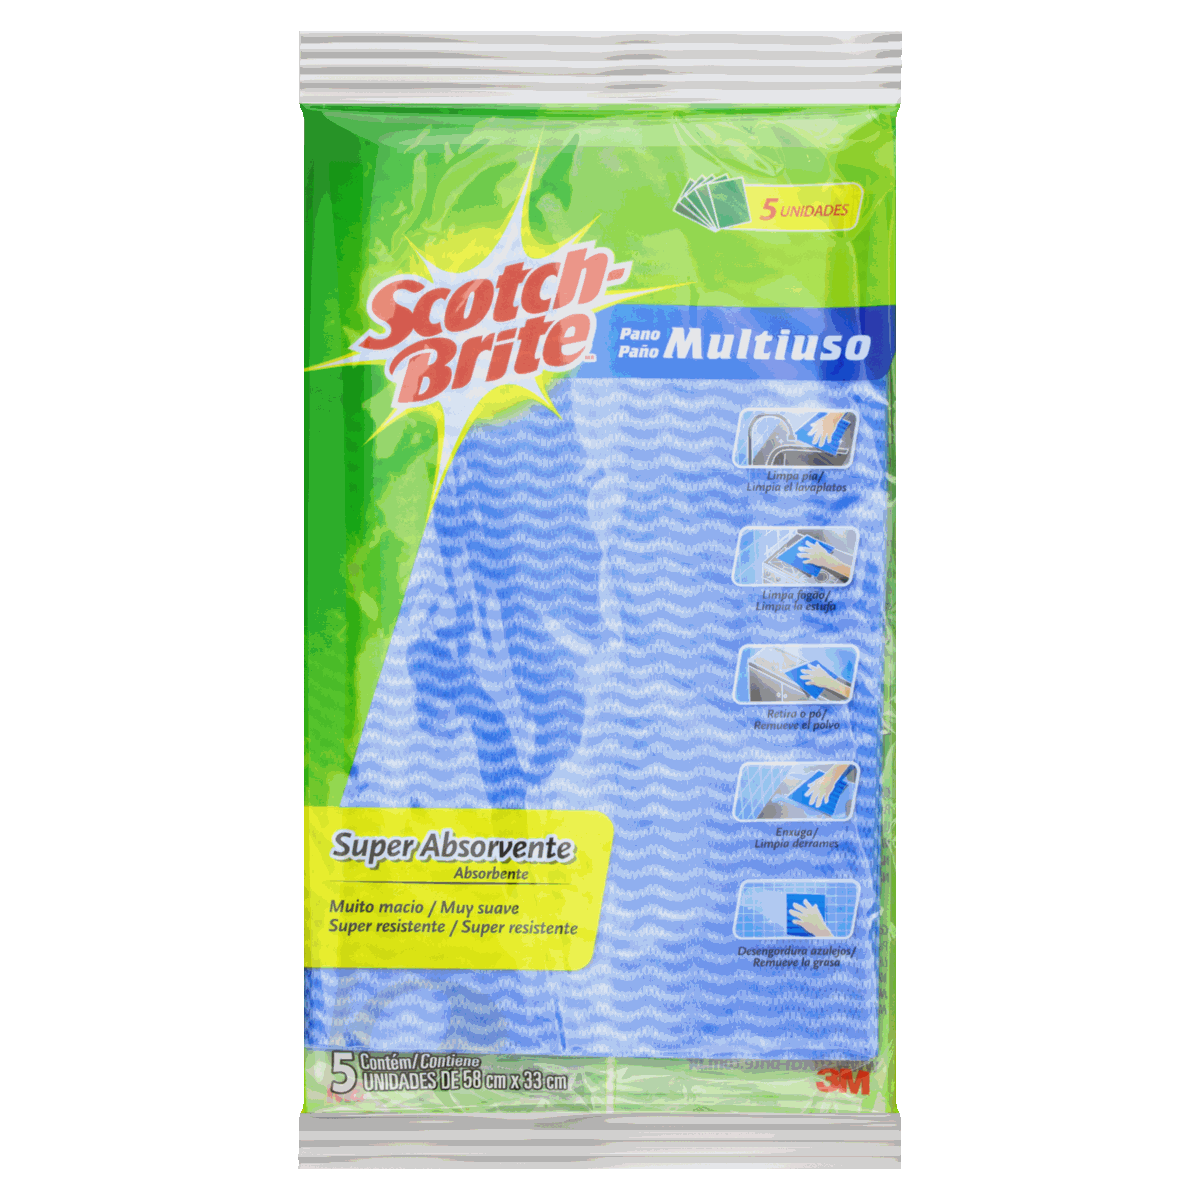 5 UNIDADES
Scotch-
Brite
Pano
Paño
Multiuso
Limpa pia/
Limpia el lavaplatos
Limpa fogão/
Limpia la estufa
Retira o pó/
Remueve el polvo
Enxuga/
Limpia derrames
Desengordura azulejos/
Remueve la grasa
Super Absorvente
Absorbente
Muito macio / Muy suave
Super resistente / Super resistente
5 Contém/Contiene
UNIDADES DE 58 cm x 33 cm
3M